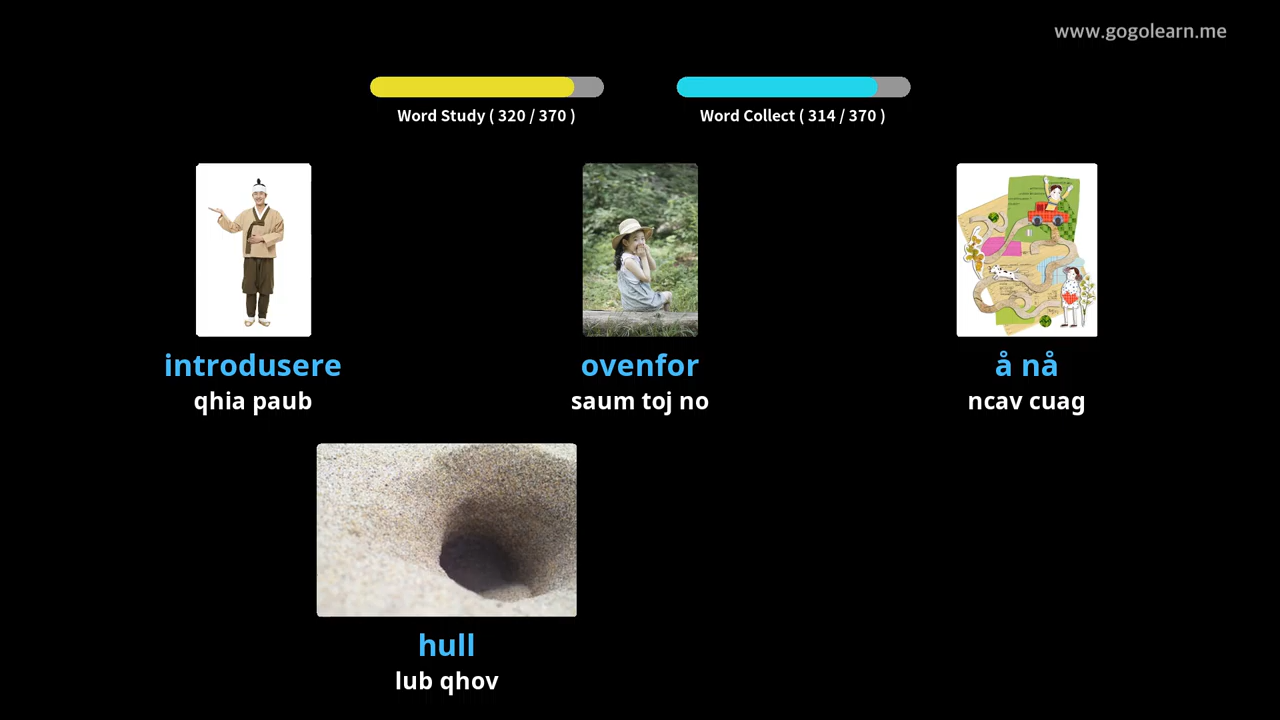 www.gogolearn.me
Word Study ( 320 / 370 )
Word Collect ( 314 / 370 )
introdusere
qhia paub
ovenfor
saum toj no
å nå
ncav cuag
hull
lub qhov